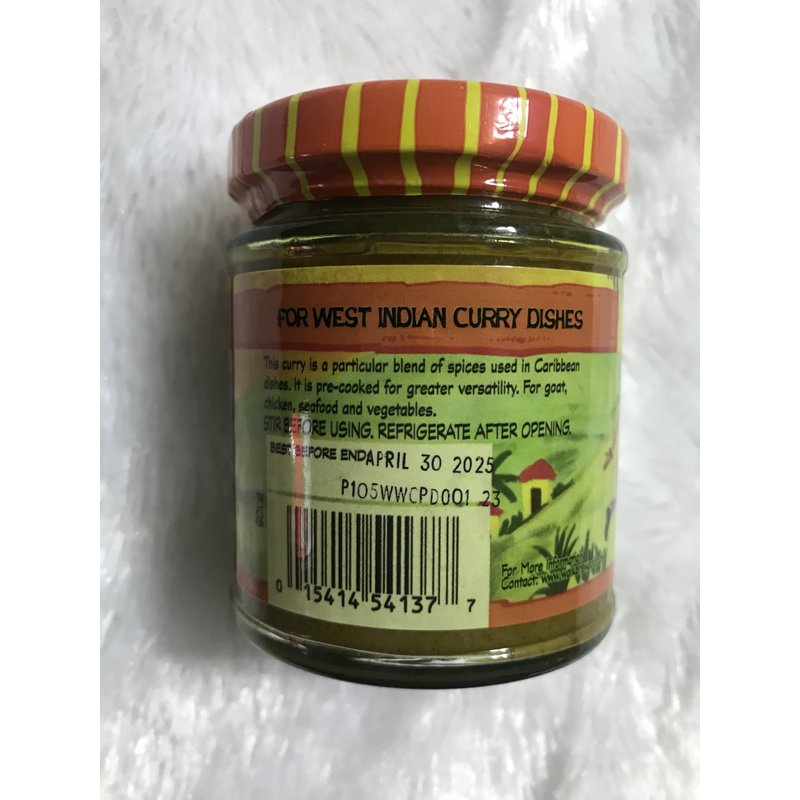 FOR WEST INDIAN CURRY DISHES
This curry is a particular blend of spices used in Caribbean
dishes. It is pre-cooked for greater versatility. For goat,
chicken, seafood and vegetables.
STIR BEFORE USING. REFRIGERATE AFTER OPENING.
BEST BEFORE END APRIL 30 2025
P105WWCPD001 23
P105
0 15414 54137 7
For More Information
Contact: